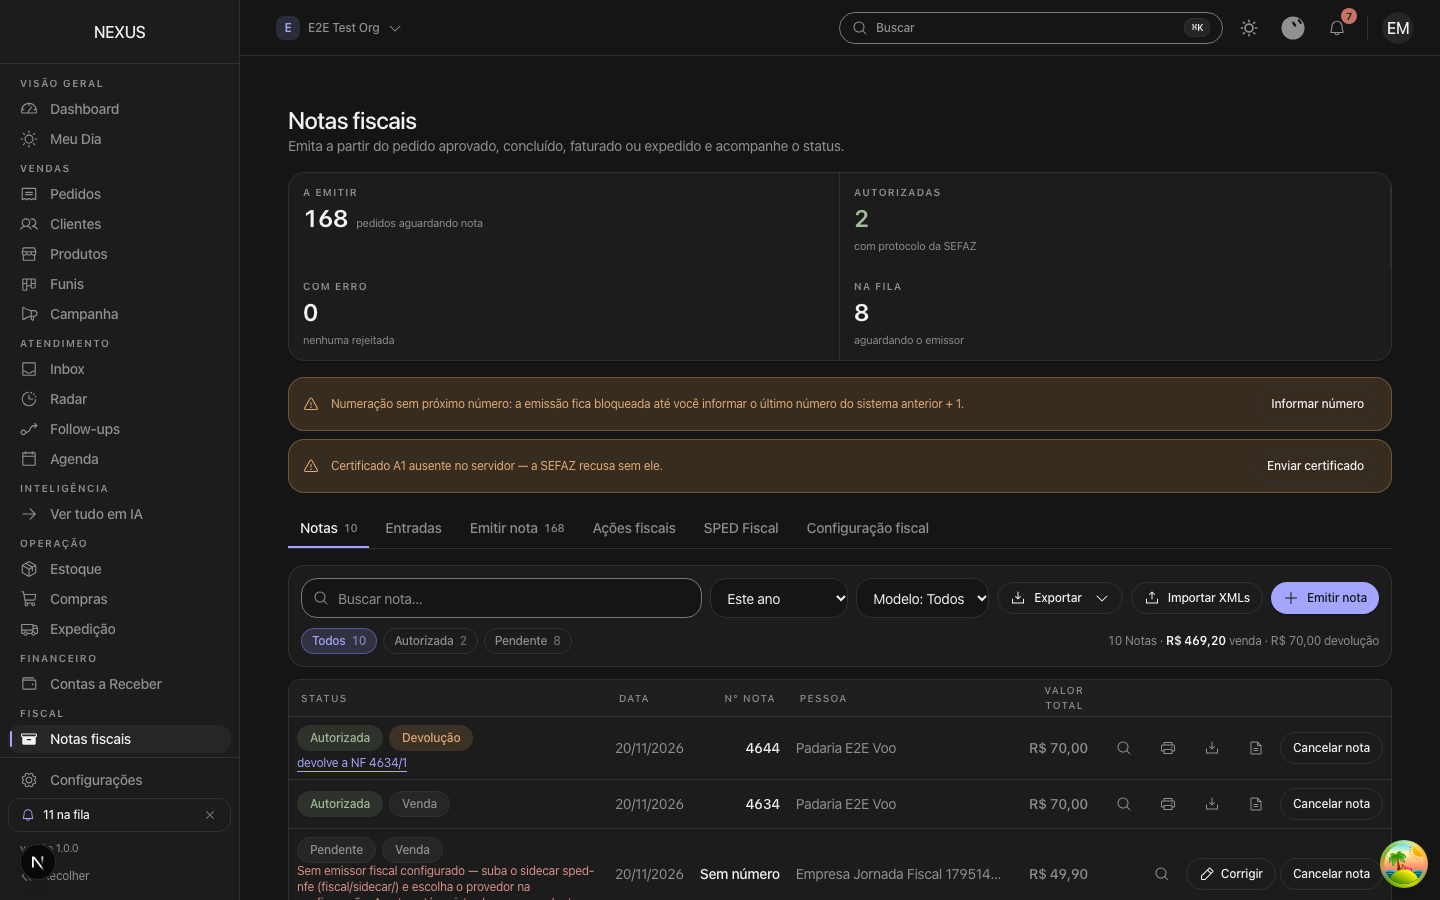 NEXUS
E
E2E Test Org
Buscar
⌘K
7
EM
VISÃO GERAL
Dashboard
Meu Dia
VENDAS
Pedidos
Clientes
Produtos
Funis
Campanha
ATENDIMENTO
Inbox
Radar
Follow-ups
Agenda
INTELIGÊNCIA
Ver tudo em IA
OPERAÇÃO
Estoque
Compras
Expedição
FINANCEIRO
Contas a Receber
FISCAL
Notas fiscais
Configurações
11 na fila
1.0.0
N
Notas fiscais
Emita a partir do pedido aprovado, concluído, faturado ou expedido e acompanhe o status.
A EMITIR
168 pedidos aguardando nota
AUTORIZADAS
2
com protocolo da SEFAZ
COM ERRO
0
nenhuma rejeitada
NA FILA
8
aguardando o emissor
Numeração sem próximo número: a emissão fica bloqueada até você informar o último número do sistema anterior + 1.
Informar número
Certificado A1 ausente no servidor — a SEFAZ recusa sem ele.
Enviar certificado
Notas 10
Entradas
Emitir nota 168
Ações fiscais
SPED Fiscal
Configuração fiscal
Buscar nota...
Este ano
Modelo: Todos
Exportar
Importar XMLs
Emitir nota
Todos 10
Autorizada 2
Pendente 8
10 Notas · R$ 469,20 venda · R$ 70,00 devolução
STATUS
DATA
Nº NOTA
PESSOA
VALOR
TOTAL
Autorizada Devolução
devolve a NF 4634/1
20/11/2026
4644
Padaria E2E Voo
R$ 70,00
Cancelar nota
Autorizada Venda
20/11/2026
4634
Padaria E2E Voo
R$ 70,00
Cancelar nota
Pendente Venda
Sem emissor fiscal configurado — suba o sidecar sped-
nfe (fiscal/sidecar/) e escolha o provedor na
20/11/2026
Sem número
Empresa Jornada Fiscal 179514...
R$ 49,90
Corrigir
Cancelar nota